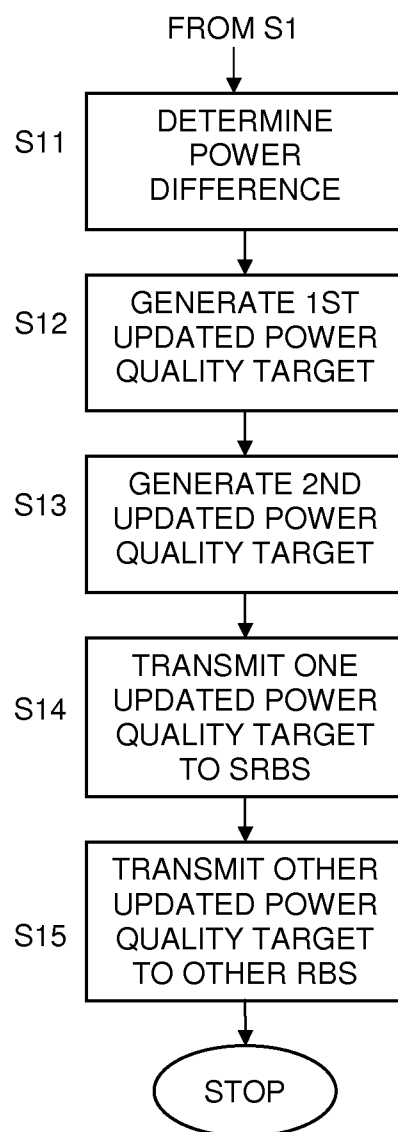 FROM S1
S11
DETERMINE
POWER
DIFFERENCE
S12
GENERATE 1ST
UPDATED POWER
QUALITY TARGET
S13
GENERATE 2ND
UPDATED POWER
QUALITY TARGET
S14
TRANSMIT ONE
UPDATED POWER
QUALITY TARGET
TO SRBS
S15
TRANSMIT OTHER
UPDATED POWER
QUALITY TARGET
TO OTHER RBS
STOP